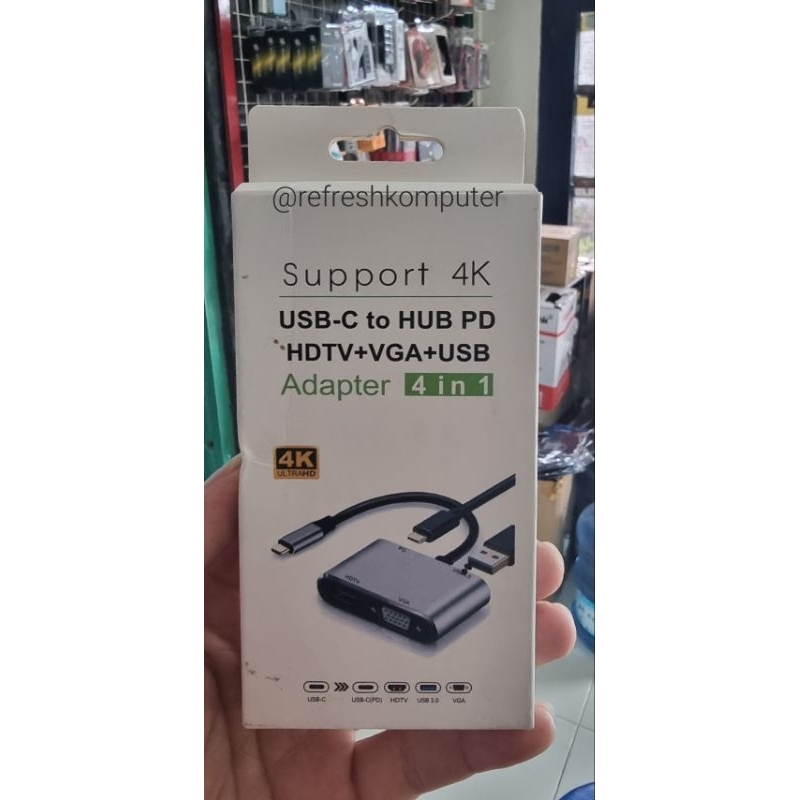 @refreshkomputer
Support 4K
USB-C to HUB PD
HDTV+VGA+USB
Adapter 4 in 1
4K
ULTRAHD
PD
HDTV
VGA
USB-C USB-C(PD) HDTV USB 3.0 VGA